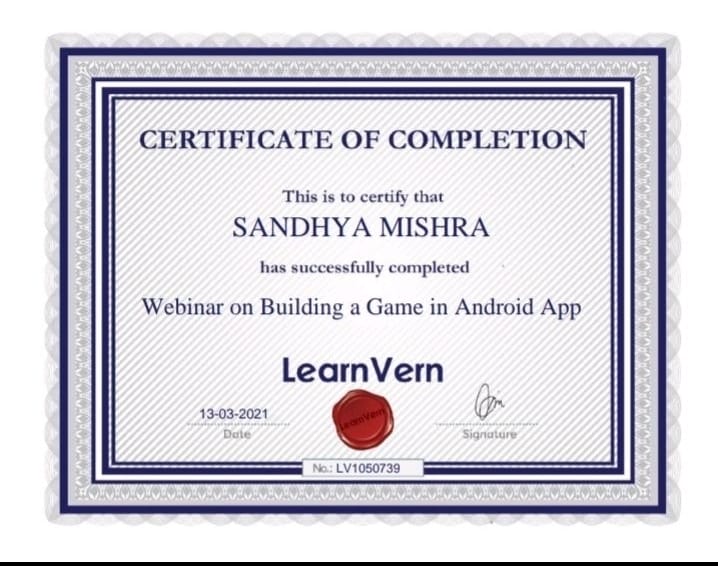 CERTIFICATE OF COMPLETION
This is to certify that
SANDHYA MISHRA
has successfully completed
Webinar on Building a Game in Android App
LearnVern
LearnVern
13-03-2021
Date
Signature
No.: LV1050739